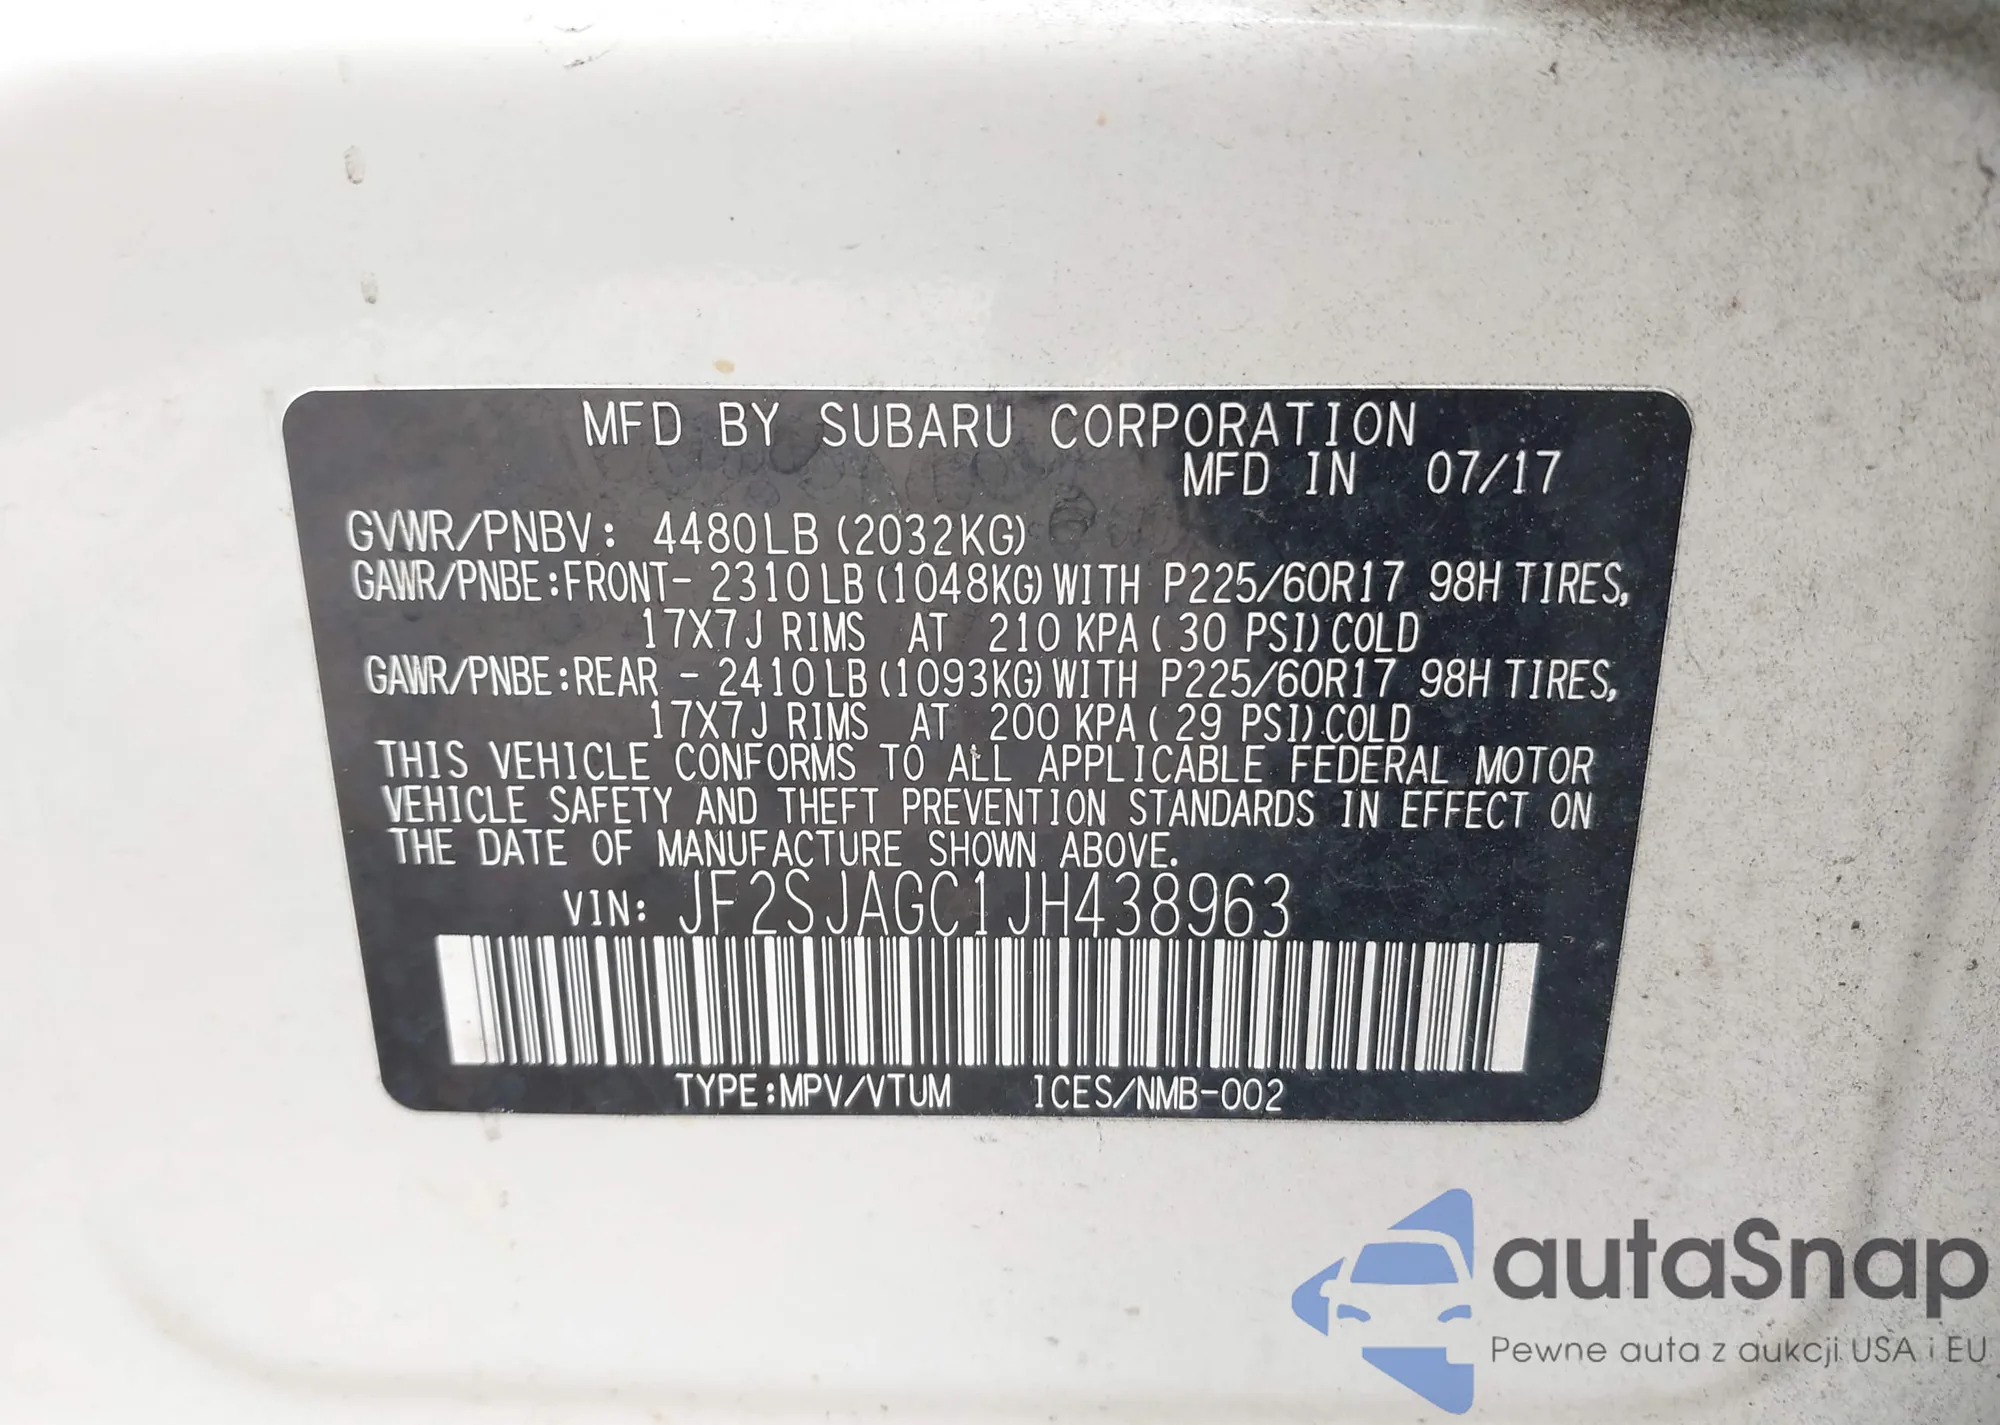 MFD BY SUBARU CORPORATION
MFD IN 07/17
GVWR/PNBV: 4480LB (2032KG)
GAWR/PNBE:FRONT- 2310LB (1048KG) WITH P225/60R17 98H TIRES,
17X7J RIMS AT 210 KPA ( 30 PSI) COLD
GAWR/PNBE:REAR - 2410LB (1093KG) WITH P225/60R17 98H TIRES,
17X7J RIMS AT 200 KPA ( 29 PSI) COLD
THIS VEHICLE CONFORMS TO ALL APPLICABLE FEDERAL MOTOR
VEHICLE SAFETY AND THEFT PREVENTION STANDARDS IN EFFECT ON
THE DATE OF MANUFACTURE SHOWN ABOVE.
VIN: JF2SJAGC1JH438963
TYPE:MPV/VTUM ICES/NMB-002
autaSnap
Pewne auta z aukcji USA i EU